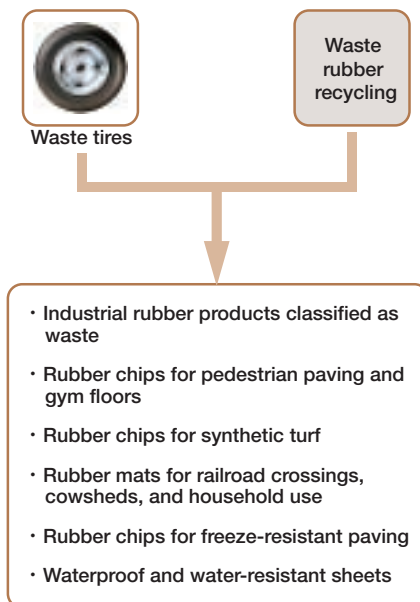 Waste
rubber
recycling
Waste tires
· Industrial rubber products classified as
waste
· Rubber chips for pedestrian paving and
gym floors
· Rubber chips for synthetic turf
· Rubber mats for railroad crossings,
cowsheds, and household use
· Rubber chips for freeze-resistant paving
· Waterproof and water-resistant sheets